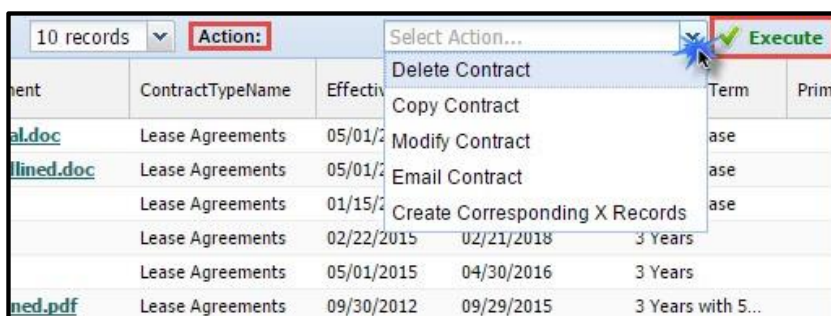 10 records Action: Select Action... Execute
ent ContractTypeName Effectiv Term Prim
al.doc Lease Agreements 05/01/2 ase
llined.doc Lease Agreements 05/01/2 ase
Lease Agreements 01/15/2 ase
Delete Contract
Copy Contract
Modify Contract
Email Contract
Create Corresponding X Records
Lease Agreements 02/22/2015 02/21/2018 3 Years
Lease Agreements 05/01/2015 04/30/2016 3 Years
ned.pdf Lease Agreements 09/30/2012 09/29/2015 3 Years with 5...